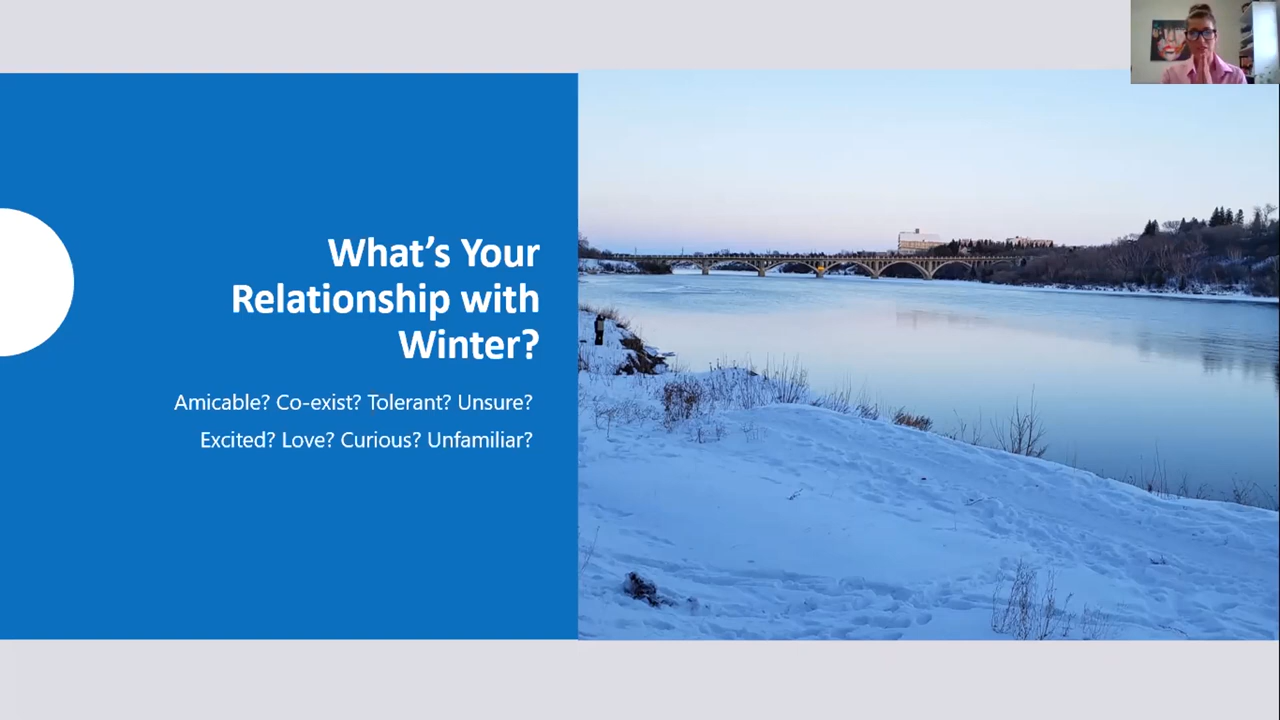 What’s Your
Relationship with
Winter?
Amicable? Co-exist? Tolerant? Unsure?
Excited? Love? Curious? Unfamiliar?